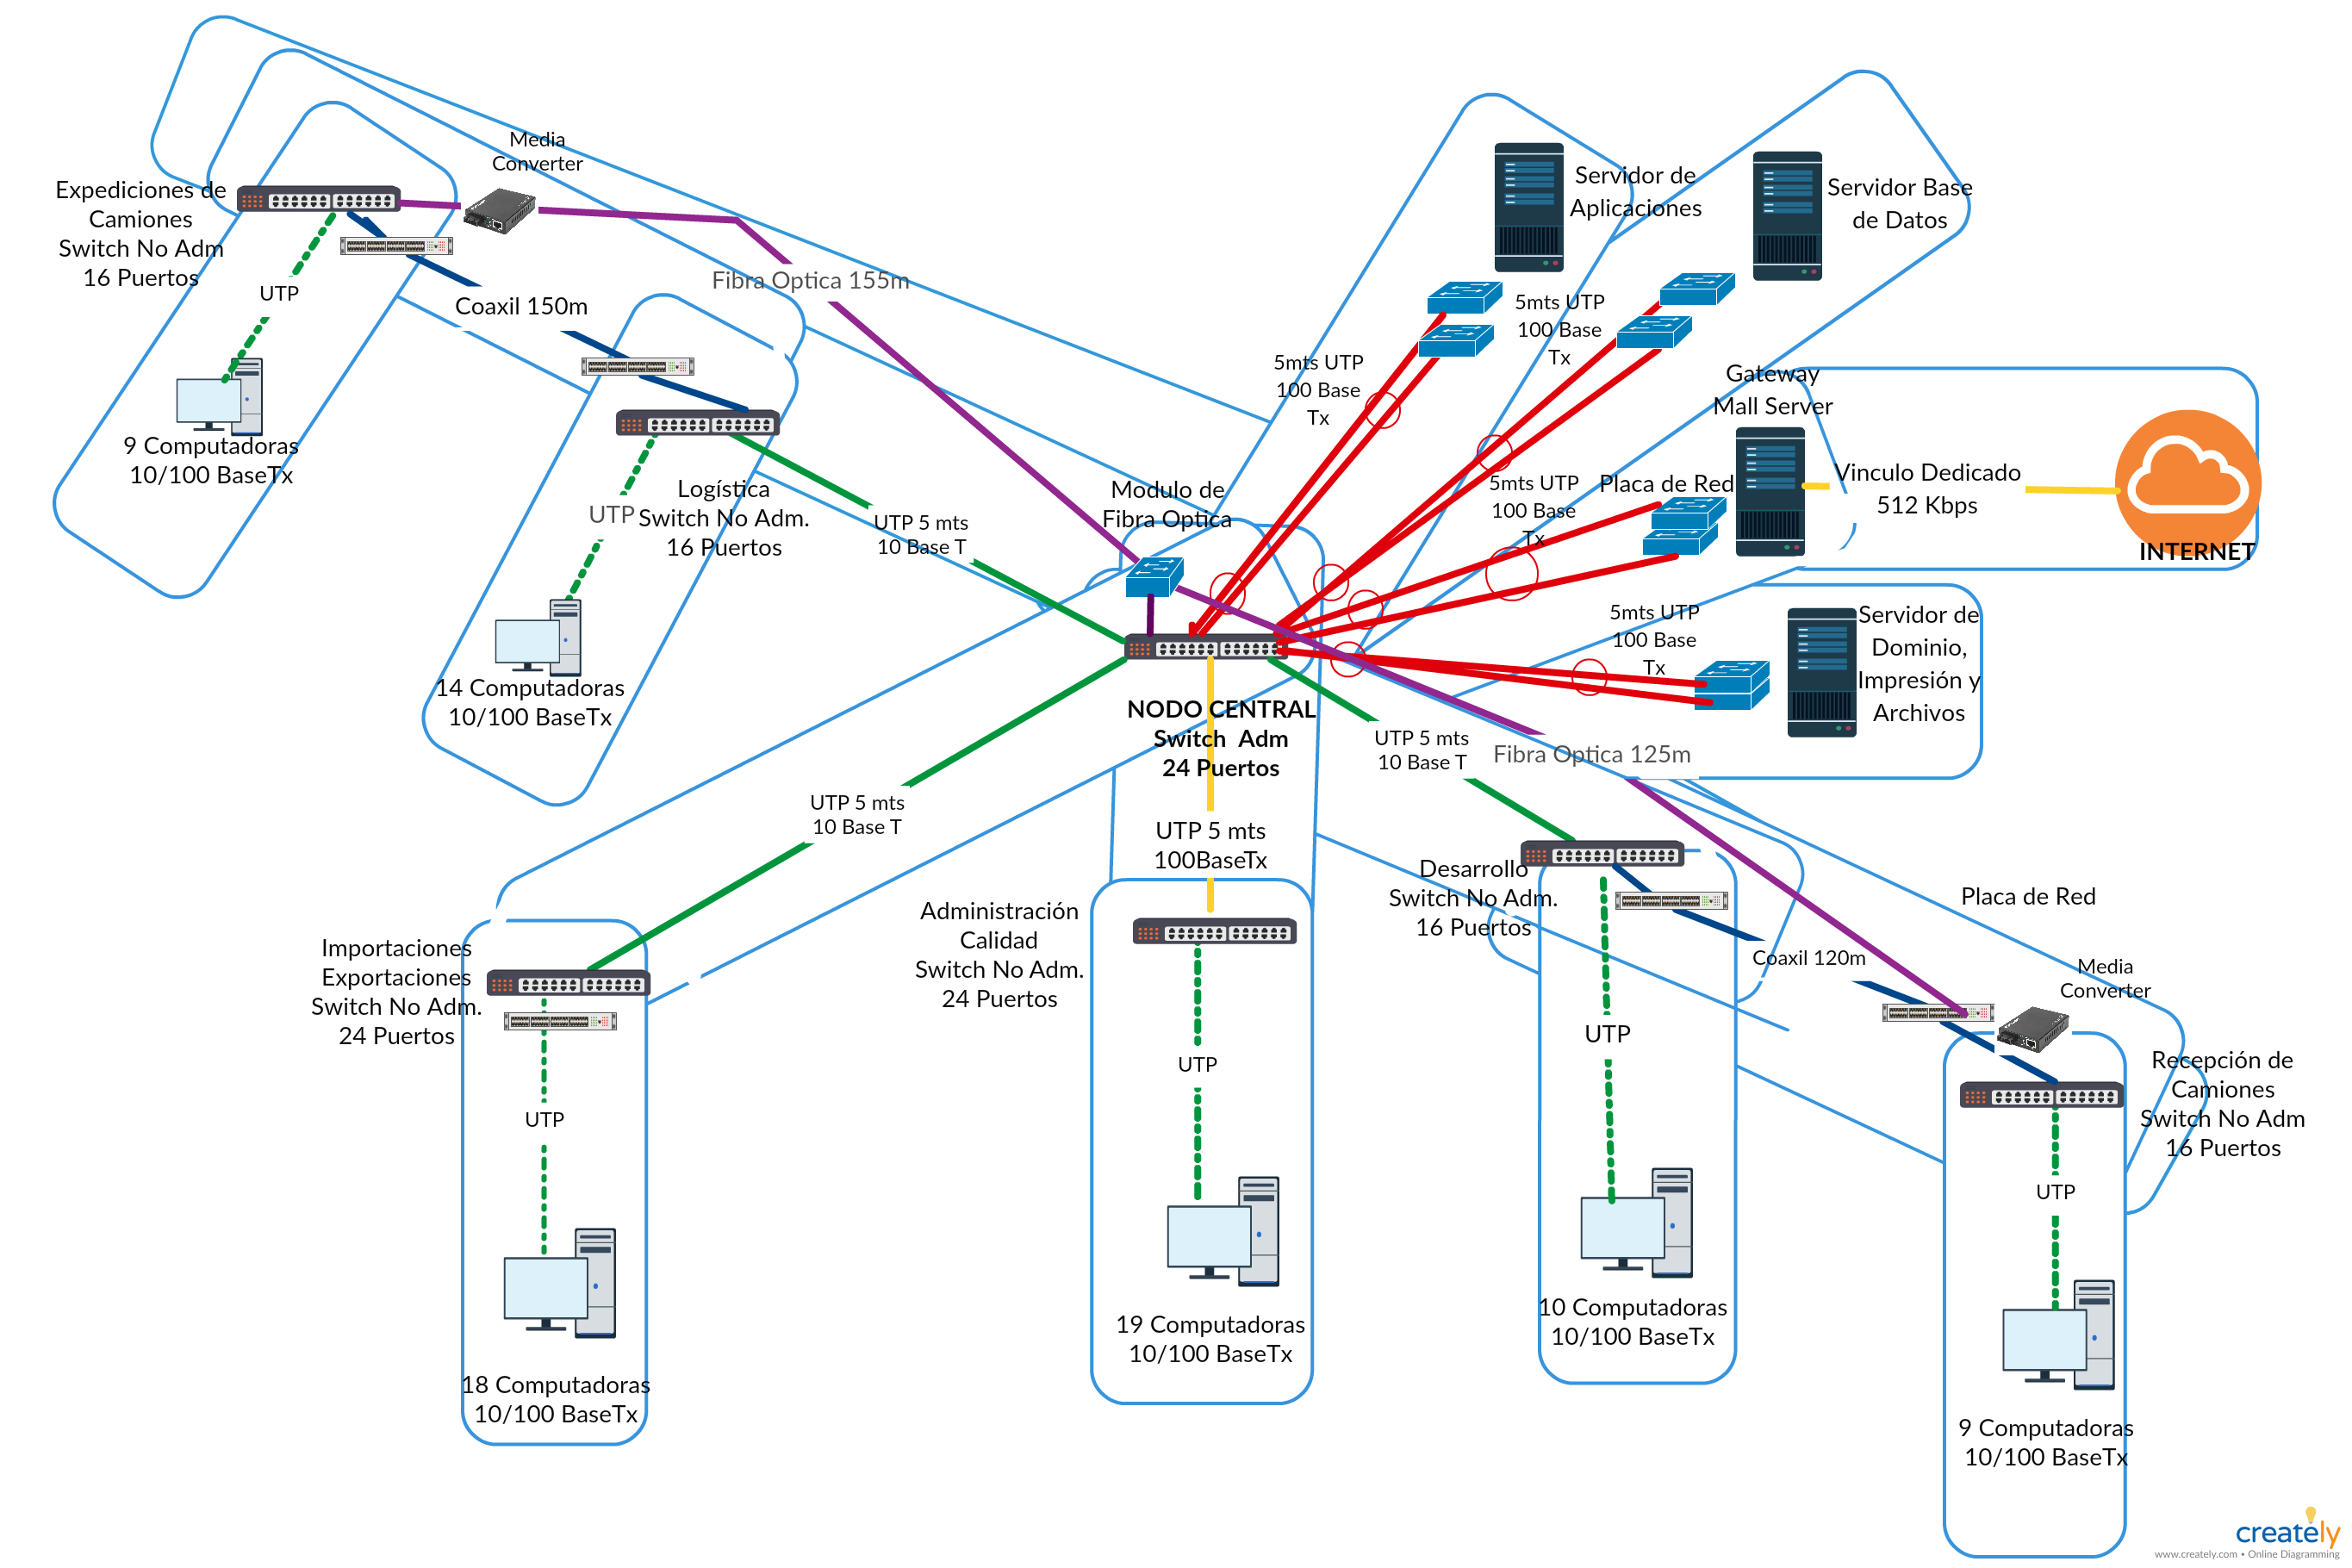 Media
Converter
Expediciones de
Camiones
Switch No Adm
16 Puertos
UTP
Coaxil 150m
Fibra Optica 155m
9 Computadoras
10/100 BaseTx
Logística
Switch No Adm.
16 Puertos
UTP
UTP 5 mts
10 Base T
14 Computadoras
10/100 BaseTx
Servidor de
Aplicaciones
Servidor Base
de Datos
5mts UTP
100 Base
Tx
5mts UTP
100 Base
Tx
Gateway
Mall Server
Placa de Red
5mts UTP
100 Base
Tx
Vinculo Dedicado
512 Kbps
INTERNET
Modulo de
Fibra Optica
5mts UTP
100 Base
Tx
Servidor de
Dominio,
Impresión y
Archivos
NODO CENTRAL
Switch Adm
24 Puertos
UTP 5 mts
10 Base T
Fibra Optica 125m
UTP 5 mts
10 Base T
UTP 5 mts
100BaseTx
Importaciones
Exportaciones
Switch No Adm.
24 Puertos
UTP
18 Computadoras
10/100 BaseTx
Administración
Calidad
Switch No Adm.
24 Puertos
UTP
19 Computadoras
10/100 BaseTx
Desarrollo
Switch No Adm.
16 Puertos
Coaxil 120m
UTP
10 Computadoras
10/100 BaseTx
Placa de Red
Media
Converter
Recepción de
Camiones
Switch No Adm
16 Puertos
UTP
9 Computadoras
10/100 BaseTx
creately
www.creately.com • Online Diagramming